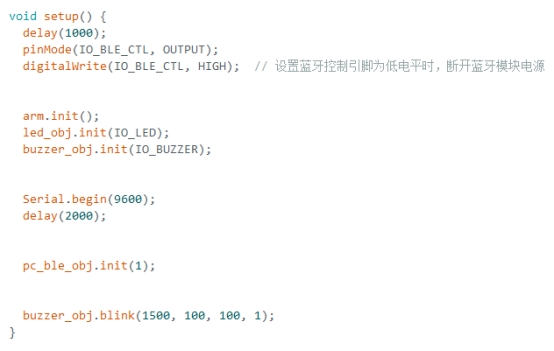 void setup() {
  delay(1000);
  pinMode(IO_BLE_CTL, OUTPUT);
  digitalWrite(IO_BLE_CTL, HIGH);  // 设置蓝牙控制引脚为低电平时，断开蓝牙模块电源
  arm.init();
  led_obj.init(IO_LED);
  buzzer_obj.init(IO_BUZZER);
  Serial.begin(9600);
  delay(2000);
  pc_ble_obj.init(1);
  buzzer_obj.blink(1500, 100, 100, 1);
}